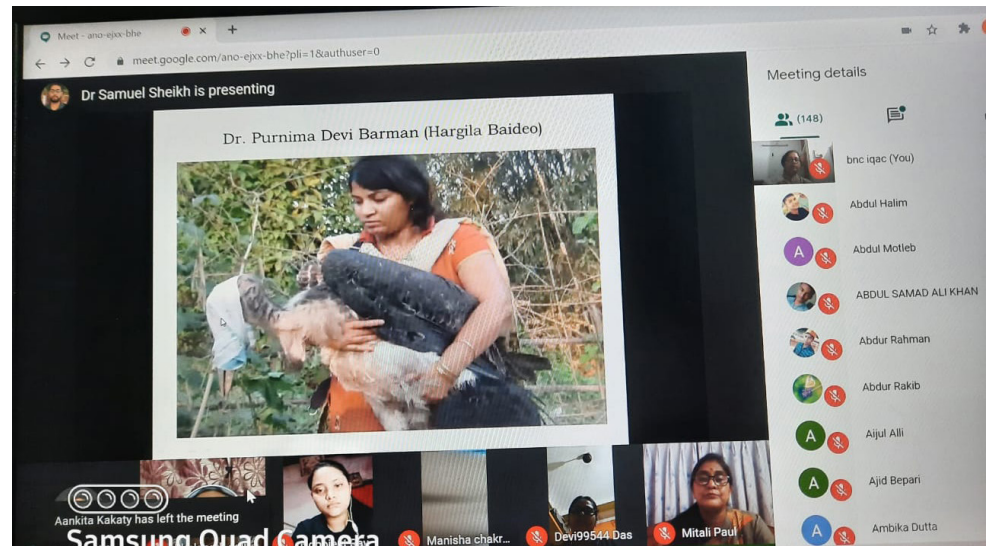 Meet - ano-ejxx-bhe
meet.google.com/ano-ejxx-bhe?pli=1&authuser=0
Dr Samuel Sheikh is presenting
Dr. Purnima Devi Barman (Hargila Baideo)
Meeting details
(148)
bnc iqac (You)
Abdul Halim
A Abdul Motleb
ABDUL SAMAD ALI KHAN
Abdur Rahman
Abdur Rakib
A Aijul Alli
A Ajid Bepari
A Ambika Dutta
Aankita Kakaty has left the meeting
Manisha chakr...
Devi99544 Das
Mitali Paul
Samsung Quad Camera